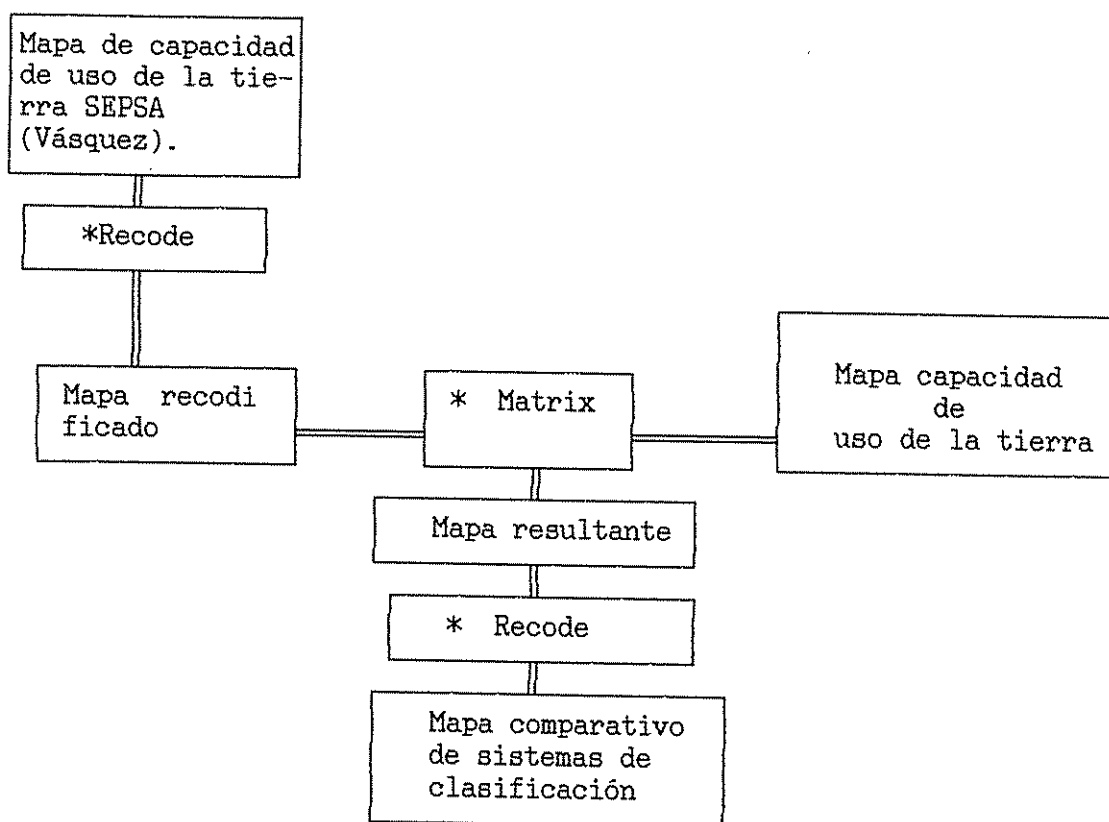 Mapa de capacidad
de uso de la tie-
rra SEPSA
(Vásquez).
*Recode
Mapa recodi
ficado
* Matrix
Mapa capacidad
de
uso de la tierra
Mapa resultante
* Recode
Mapa comparativo
de sistemas de
clasificación